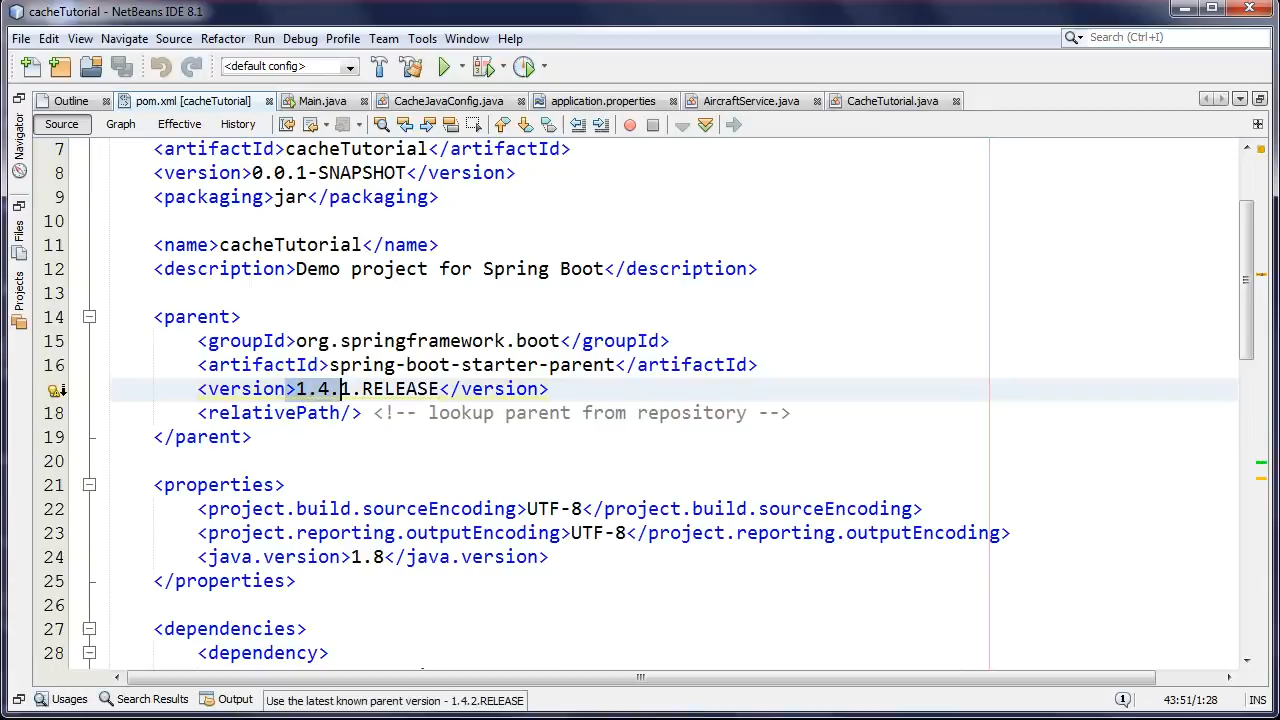 cacheTutorial - NetBeans IDE 8.1
File Edit View Navigate Source Refactor Run Debug Profile Team Tools Window Help
Search (Ctrl+I)
<default config>
Outline pom.xml [cacheTutorial] Main.java CacheJavaConfig.java application.properties AircraftService.java CacheTutorial.java
Source Graph Effective History
Navigator
Files
Projects
7 <artifactId>cacheTutorial</artifactId>
8 <version>0.0.1-SNAPSHOT</version>
9 <packaging>jar</packaging>
10
11 <name>cacheTutorial</name>
12 <description>Demo project for Spring Boot</description>
13
14 <parent>
15 <groupId>org.springframework.boot</groupId>
16 <artifactId>spring-boot-starter-parent</artifactId>
<version>1.4.1.RELEASE</version>
18 <relativePath/> <!-- lookup parent from repository -->
19 </parent>
20
21 <properties>
22 <project.build.sourceEncoding>UTF-8</project.build.sourceEncoding>
23 <project.reporting.outputEncoding>UTF-8</project.reporting.outputEncoding>
24 <java.version>1.8</java.version>
25 </properties>
26
27 <dependencies>
28 <dependency>
Usages Search Results Output Use the latest known parent version - 1.4.2.RELEASE 43:51/1:28 INS